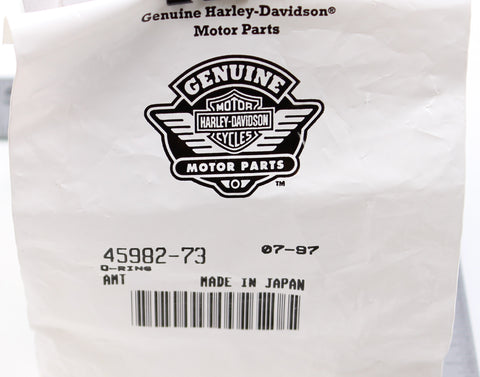 Genuine Harley-Davidson®
Motor Parts
GENUINE
MOTOR
HARLEY-DAVIDSON
CYCLES
MOTOR PARTS
TM
45982-73 07-97
O-RING
AMT MADE IN JAPAN